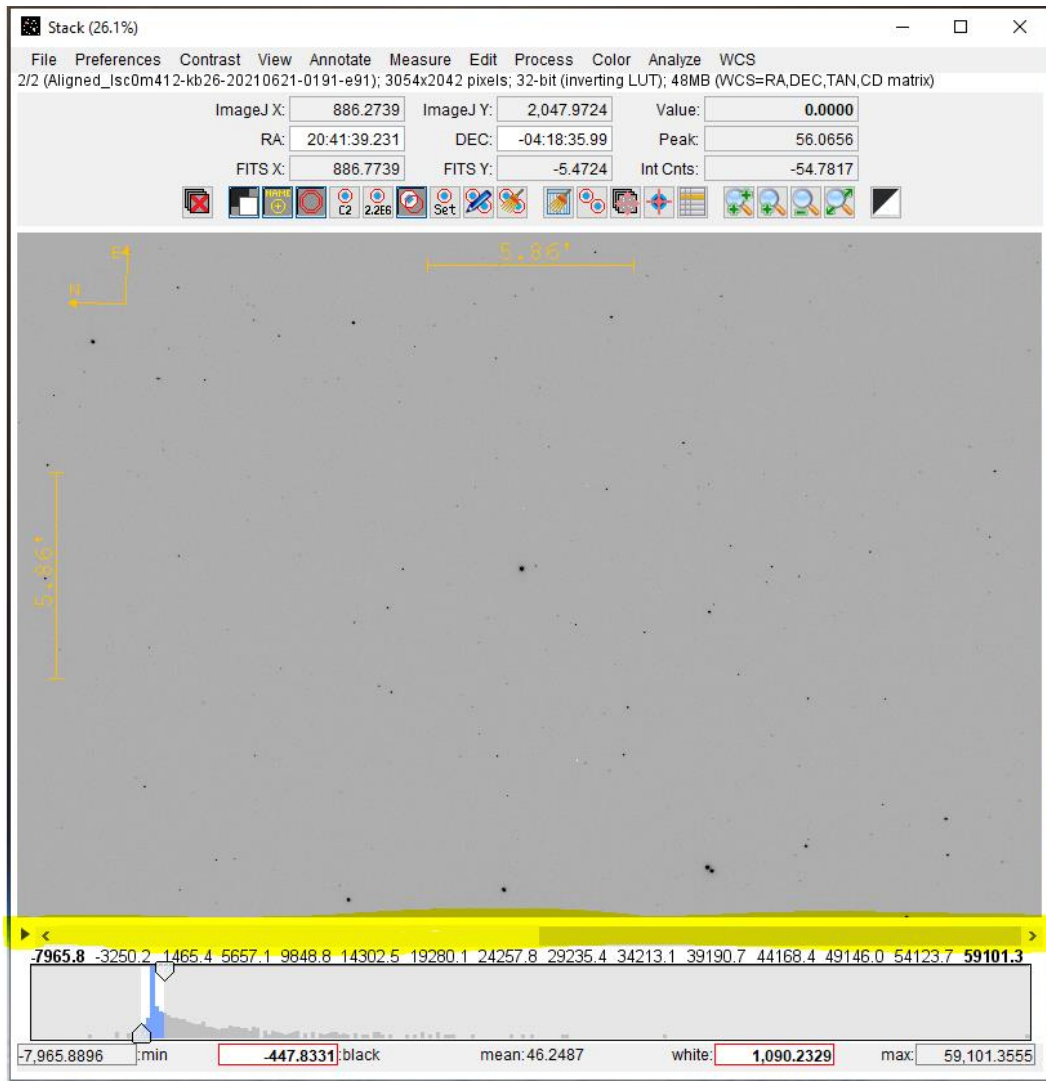 Stack (26.1%)
File Preferences Contrast View Annotate Measure Edit Process Color Analyze WCS
2/2 (Aligned_lsc0m412-kb26-20210621-0191-e91); 3054x2042 pixels; 32-bit (inverting LUT); 48MB (WCS=RA,DEC,TAN,CD matrix)
ImageJ X: 886.2739 ImageJ Y: 2,047.9724 Value: 0.0000
RA: 20:41:39.231 DEC: -04:18:35.99 Peak: 56.0656
FITS X: 886.7739 FITS Y: -5.4724 Int Cnts: -54.7817
NAME C2 2.2E6 Set
E 5.86'
N
5.86'
-7965.8 -3250.2 1465.4 5657.1 9848.8 14302.5 19280.1 24257.8 29235.4 34213.1 39190.7 44168.4 49146.0 54123.7 59101.3
-7,965.8896 :min -447.8331 :black mean: 46.2487 white: 1,090.2329 max: 59,101.3555